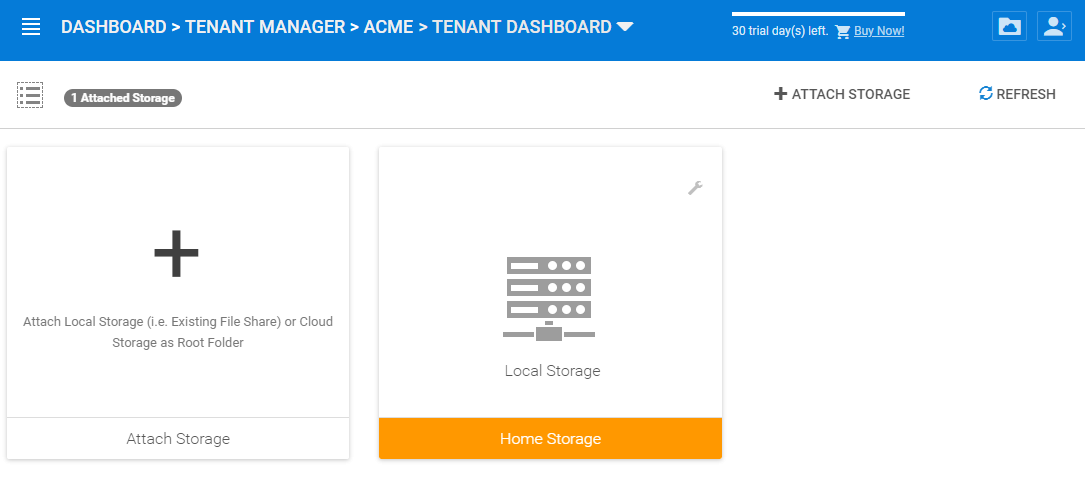 DASHBOARD > TENANT MANAGER > ACME > TENANT DASHBOARD
30 trial day(s) left. Buy Now!
1 Attached Storage
ATTACH STORAGE
REFRESH
Attach Local Storage (i.e. Existing File Share) or Cloud
Storage as Root Folder
Attach Storage
Local Storage
Home Storage